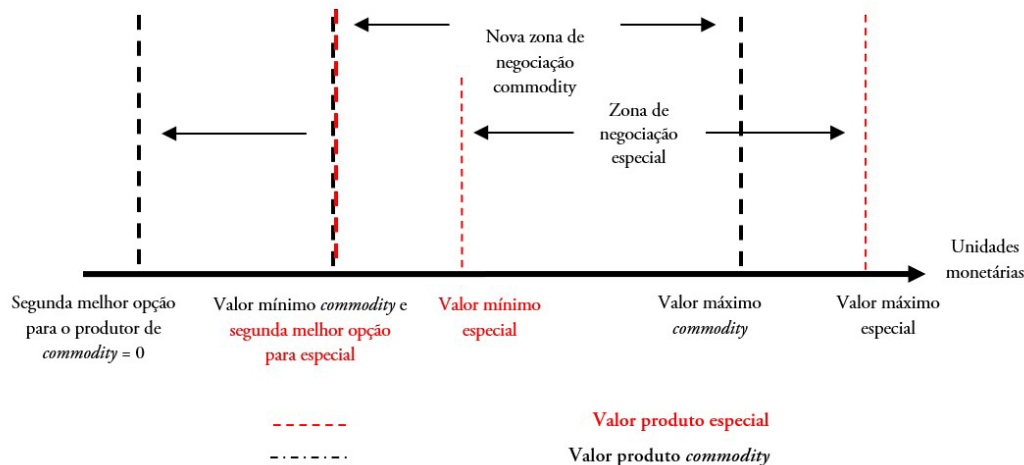 Nova zona de
negociação
commodity
Zona de
negociação
especial
Unidades
monetárias
Segunda melhor opção
para o produtor de
commodity = 0
Valor mínimo commodity e
segunda melhor opção
para especial
Valor mínimo
especial
Valor máximo
commodity
Valor máximo
especial
Valor produto especial
Valor produto commodity